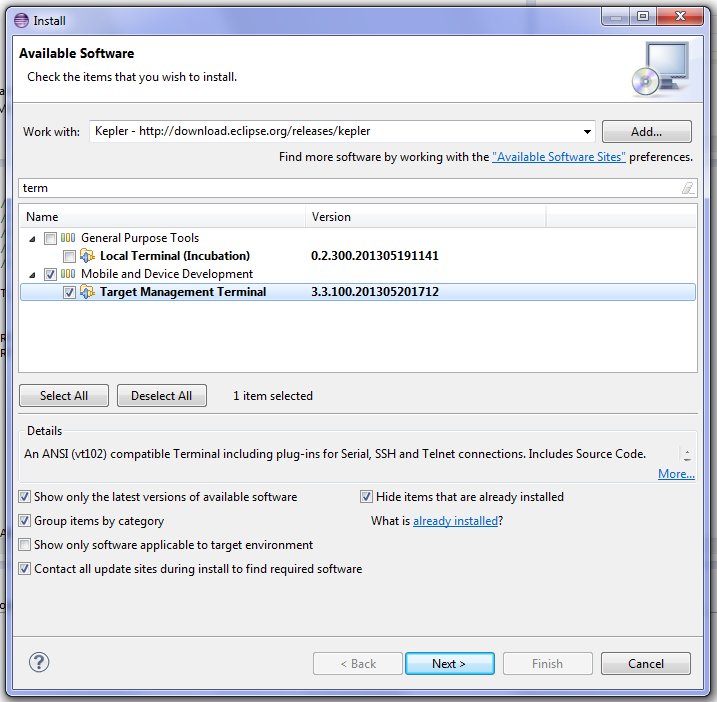 Install
Available Software
Check the items that you wish to install.
Work with: Kepler - http://download.eclipse.org/releases/kepler Add...
Find more software by working with the "Available Software Sites" preferences.
term
Name Version
General Purpose Tools
Local Terminal (Incubation) 0.2.300.201305191141
Mobile and Device Development
Target Management Terminal 3.3.100.201305201712
Select All Deselect All 1 item selected
Details
An ANSI (vt102) compatible Terminal including plug-ins for Serial, SSH and Telnet connections. Includes Source Code.
More...
Show only the latest versions of available software Hide items that are already installed
Group items by category What is already installed?
Show only software applicable to target environment
Contact all update sites during install to find required software
? < Back Next > Finish Cancel